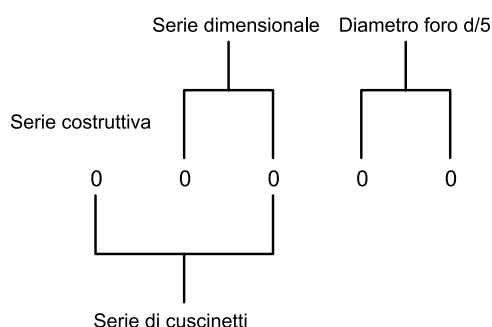 Serie dimensionale Diametro foro d/5
Serie costruttiva
0 0 0 0 0
Serie di cuscinetti